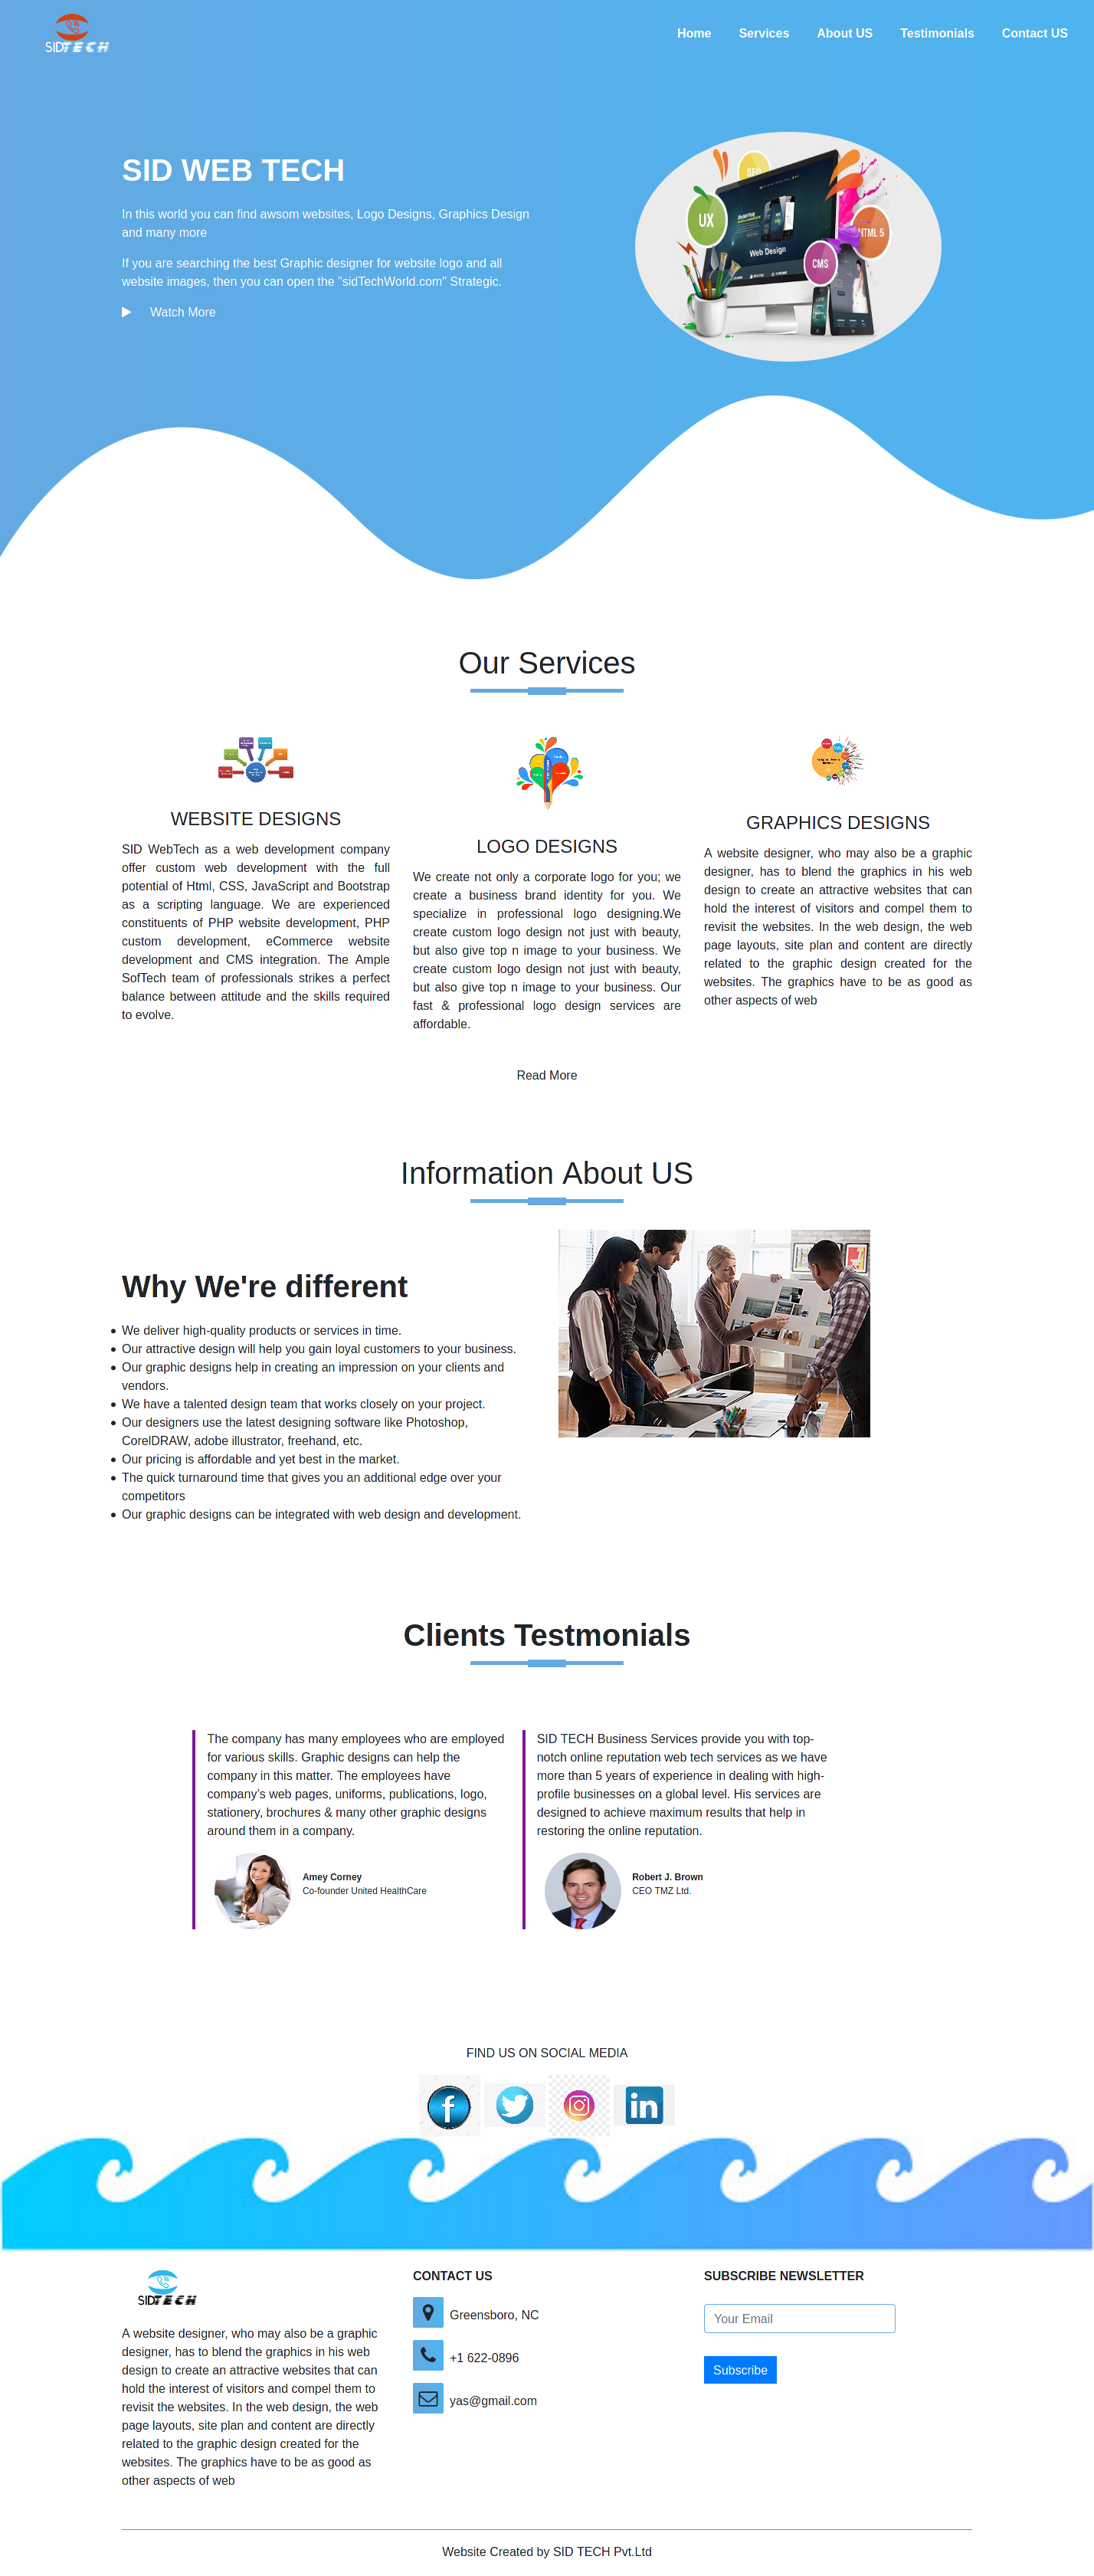 SIDTECH
Home Services About US Testimonials Contact US
SID WEB TECH
In this world you can find awsom websites, Logo Designs, Graphics Design
and many more
If you are searching the best Graphic designer for website logo and all
website images, then you can open the "sidTechWorld.com" Strategic.
Watch More
SEO
UX
HTML 5
Web Design
CMS
Our Services
WEBSITE DESIGNS
SID WebTech as a web development company
offer custom web development with the full
potential of Html, CSS, JavaScript and Bootstrap
as a scripting language. We are experienced
constituents of PHP website development, PHP
custom development, eCommerce website
development and CMS integration. The Ample
SofTech team of professionals strikes a perfect
balance between attitude and the skills required
to evolve.
LOGO DESIGNS
We create not only a corporate logo for you; we
create a business brand identity for you. We
specialize in professional logo designing.We
create custom logo design not just with beauty,
but also give top n image to your business. We
create custom logo design not just with beauty,
but also give top n image to your business. Our
fast & professional logo design services are
affordable.
GRAPHICS DESIGNS
A website designer, who may also be a graphic
designer, has to blend the graphics in his web
design to create an attractive websites that can
hold the interest of visitors and compel them to
revisit the websites. In the web design, the web
page layouts, site plan and content are directly
related to the graphic design created for the
websites. The graphics have to be as good as
other aspects of web
Read More
Information About US
Why We're different
We deliver high-quality products or services in time.
Our attractive design will help you gain loyal customers to your business.
Our graphic designs help in creating an impression on your clients and
vendors.
We have a talented design team that works closely on your project.
Our designers use the latest designing software like Photoshop,
CorelDRAW, adobe illustrator, freehand, etc.
Our pricing is affordable and yet best in the market.
The quick turnaround time that gives you an additional edge over your
competitors
Our graphic designs can be integrated with web design and development.
Clients Testmonials
The company has many employees who are employed
for various skills. Graphic designs can help the
company in this matter. The employees have
company's web pages, uniforms, publications, logo,
stationery, brochures & many other graphic designs
around them in a company.
Amey Corney
Co-founder United HealthCare
SID TECH Business Services provide you with top-
notch online reputation web tech services as we have
more than 5 years of experience in dealing with high-
profile businesses on a global level. His services are
designed to achieve maximum results that help in
restoring the online reputation.
Robert J. Brown
CEO TMZ Ltd.
FIND US ON SOCIAL MEDIA
f
in
SIDTECH
A website designer, who may also be a graphic
designer, has to blend the graphics in his web
design to create an attractive websites that can
hold the interest of visitors and compel them to
revisit the websites. In the web design, the web
page layouts, site plan and content are directly
related to the graphic design created for the
websites. The graphics have to be as good as
other aspects of web
CONTACT US
Greensboro, NC
+1 622-0896
yas@gmail.com
SUBSCRIBE NEWSLETTER
Your Email
Subscribe
Website Created by SID TECH Pvt.Ltd